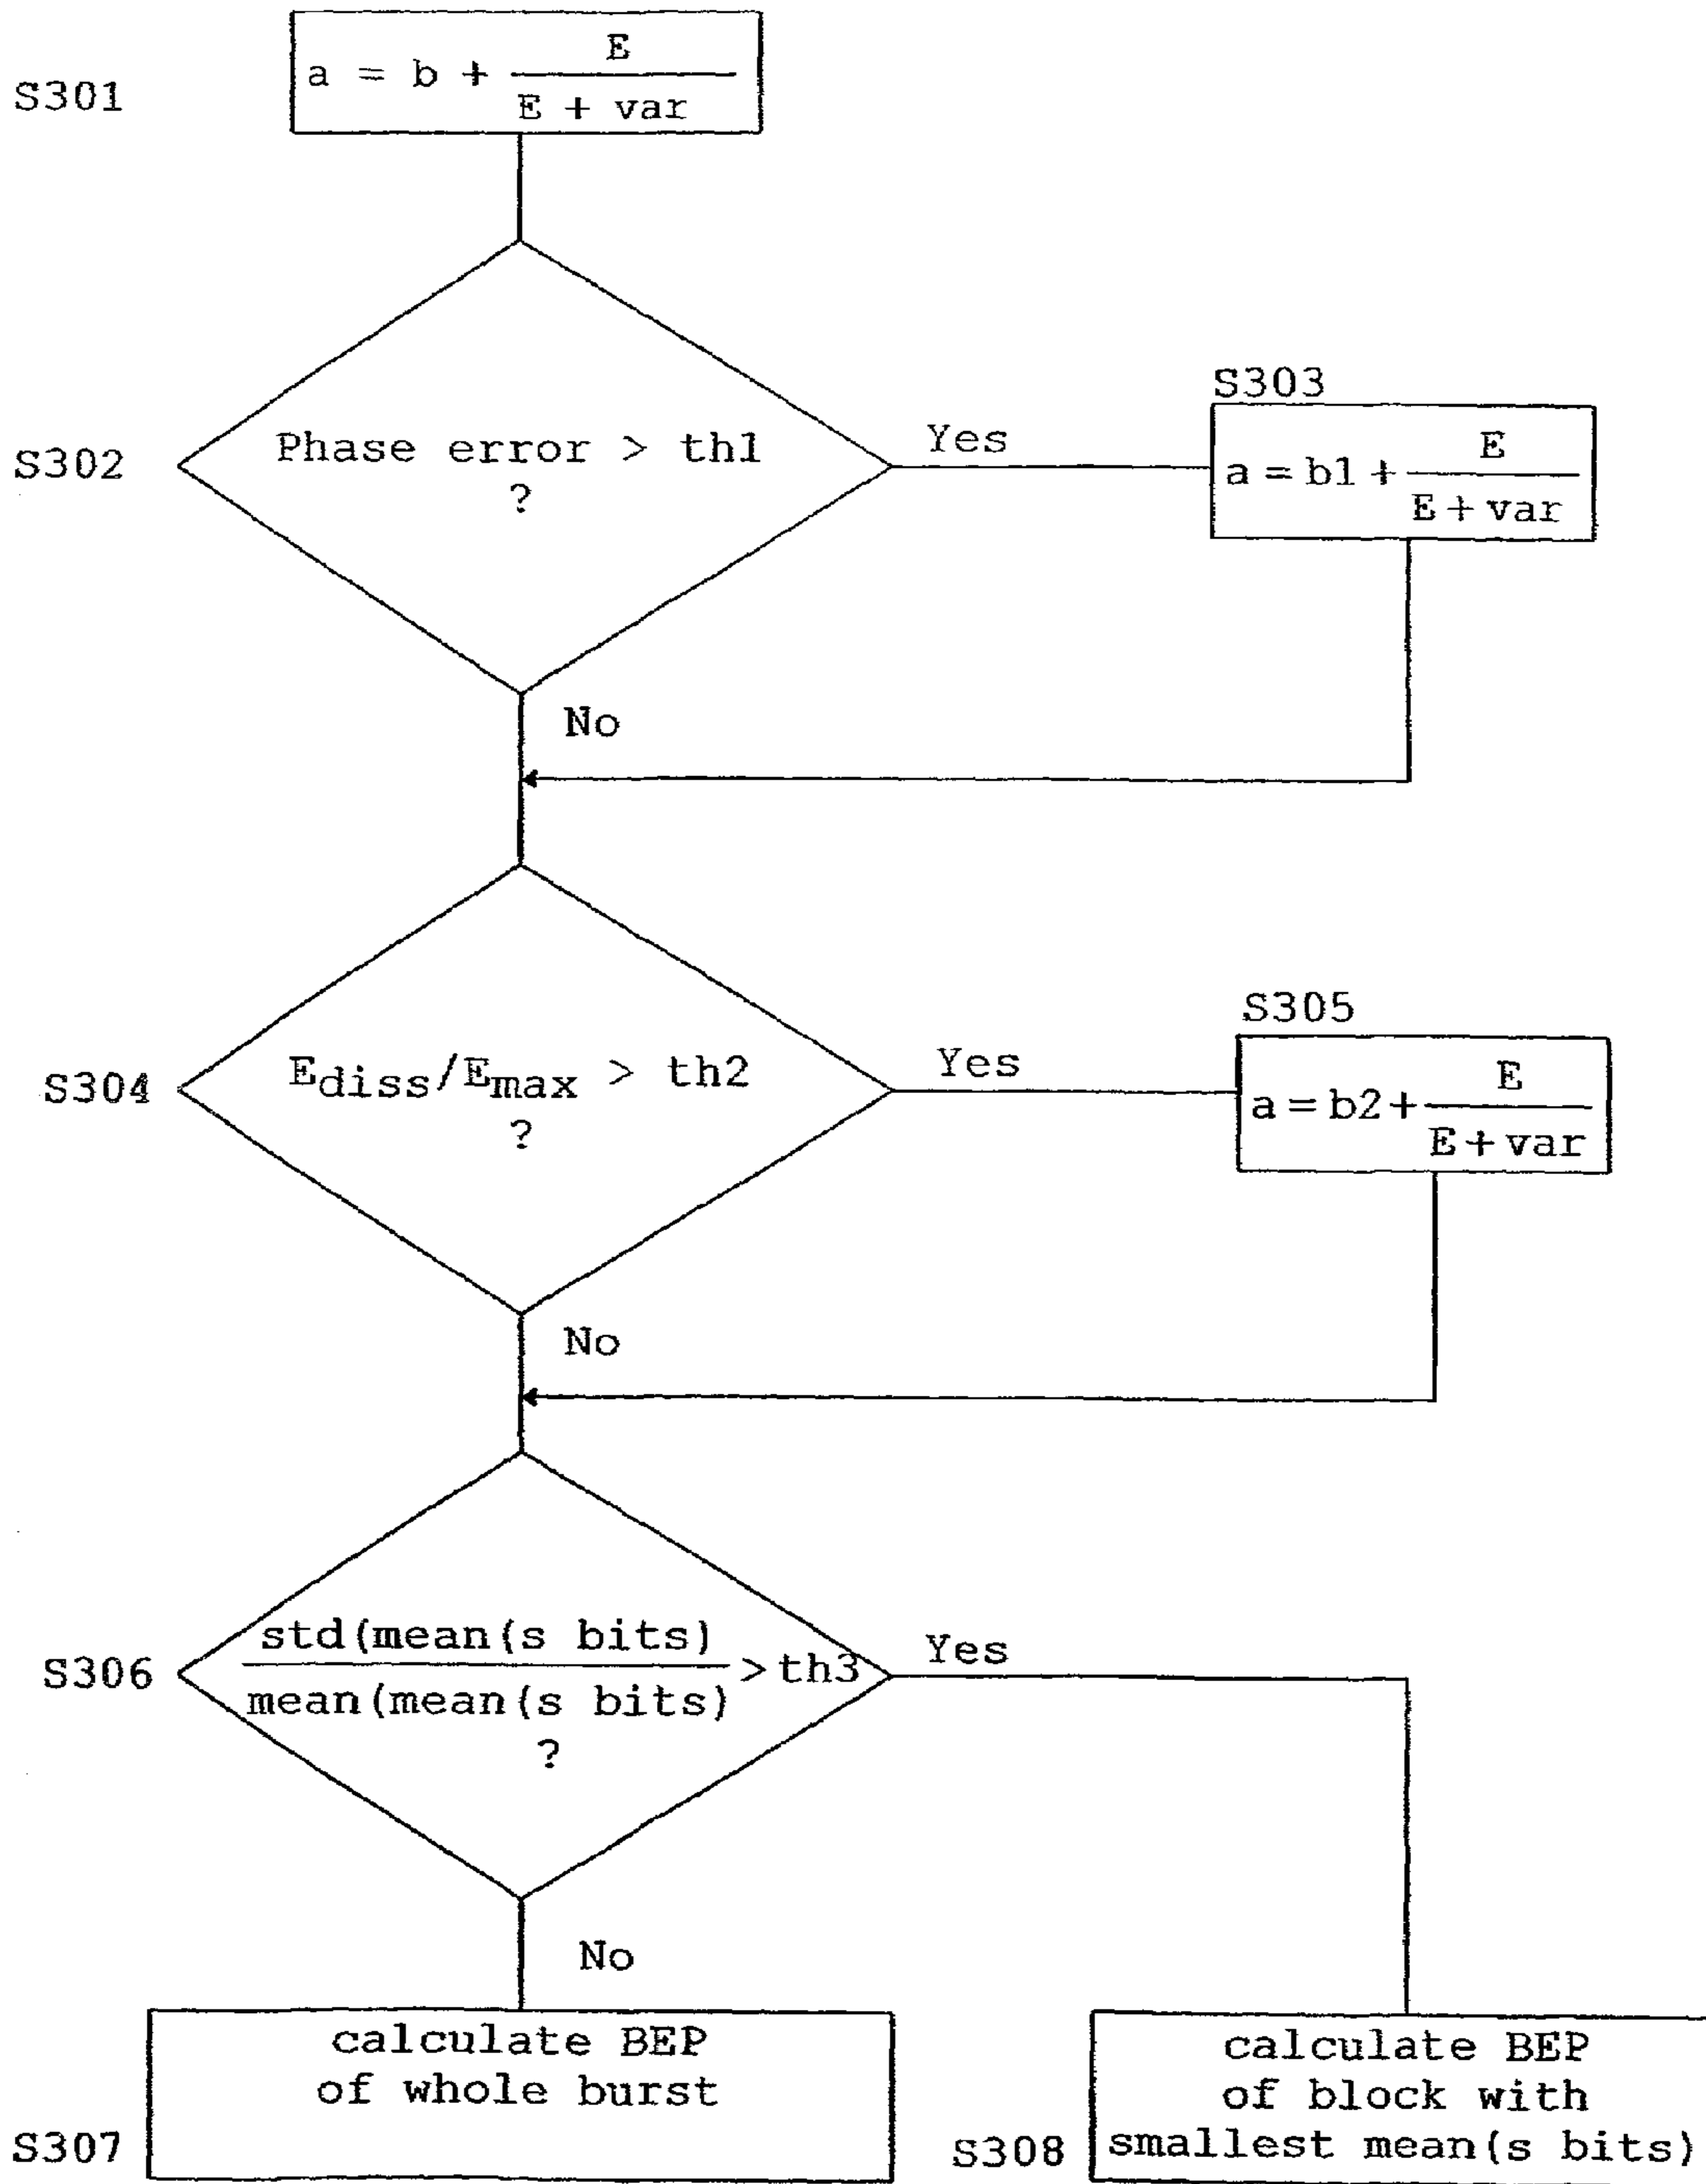 S301
a = b + E / E + var
S302
Phase error > th1
?
Yes
S303
a = b1 + E / E + var
No
S304
Ediss/Emax > th2
?
Yes
S305
a = b2 + E / E + var
No
S306
std(mean(s bits)
mean(mean(s bits)
> th3
?
Yes
No
S307
calculate BEP
of whole burst
S308
calculate BEP
of block with
smallest mean(s bits)